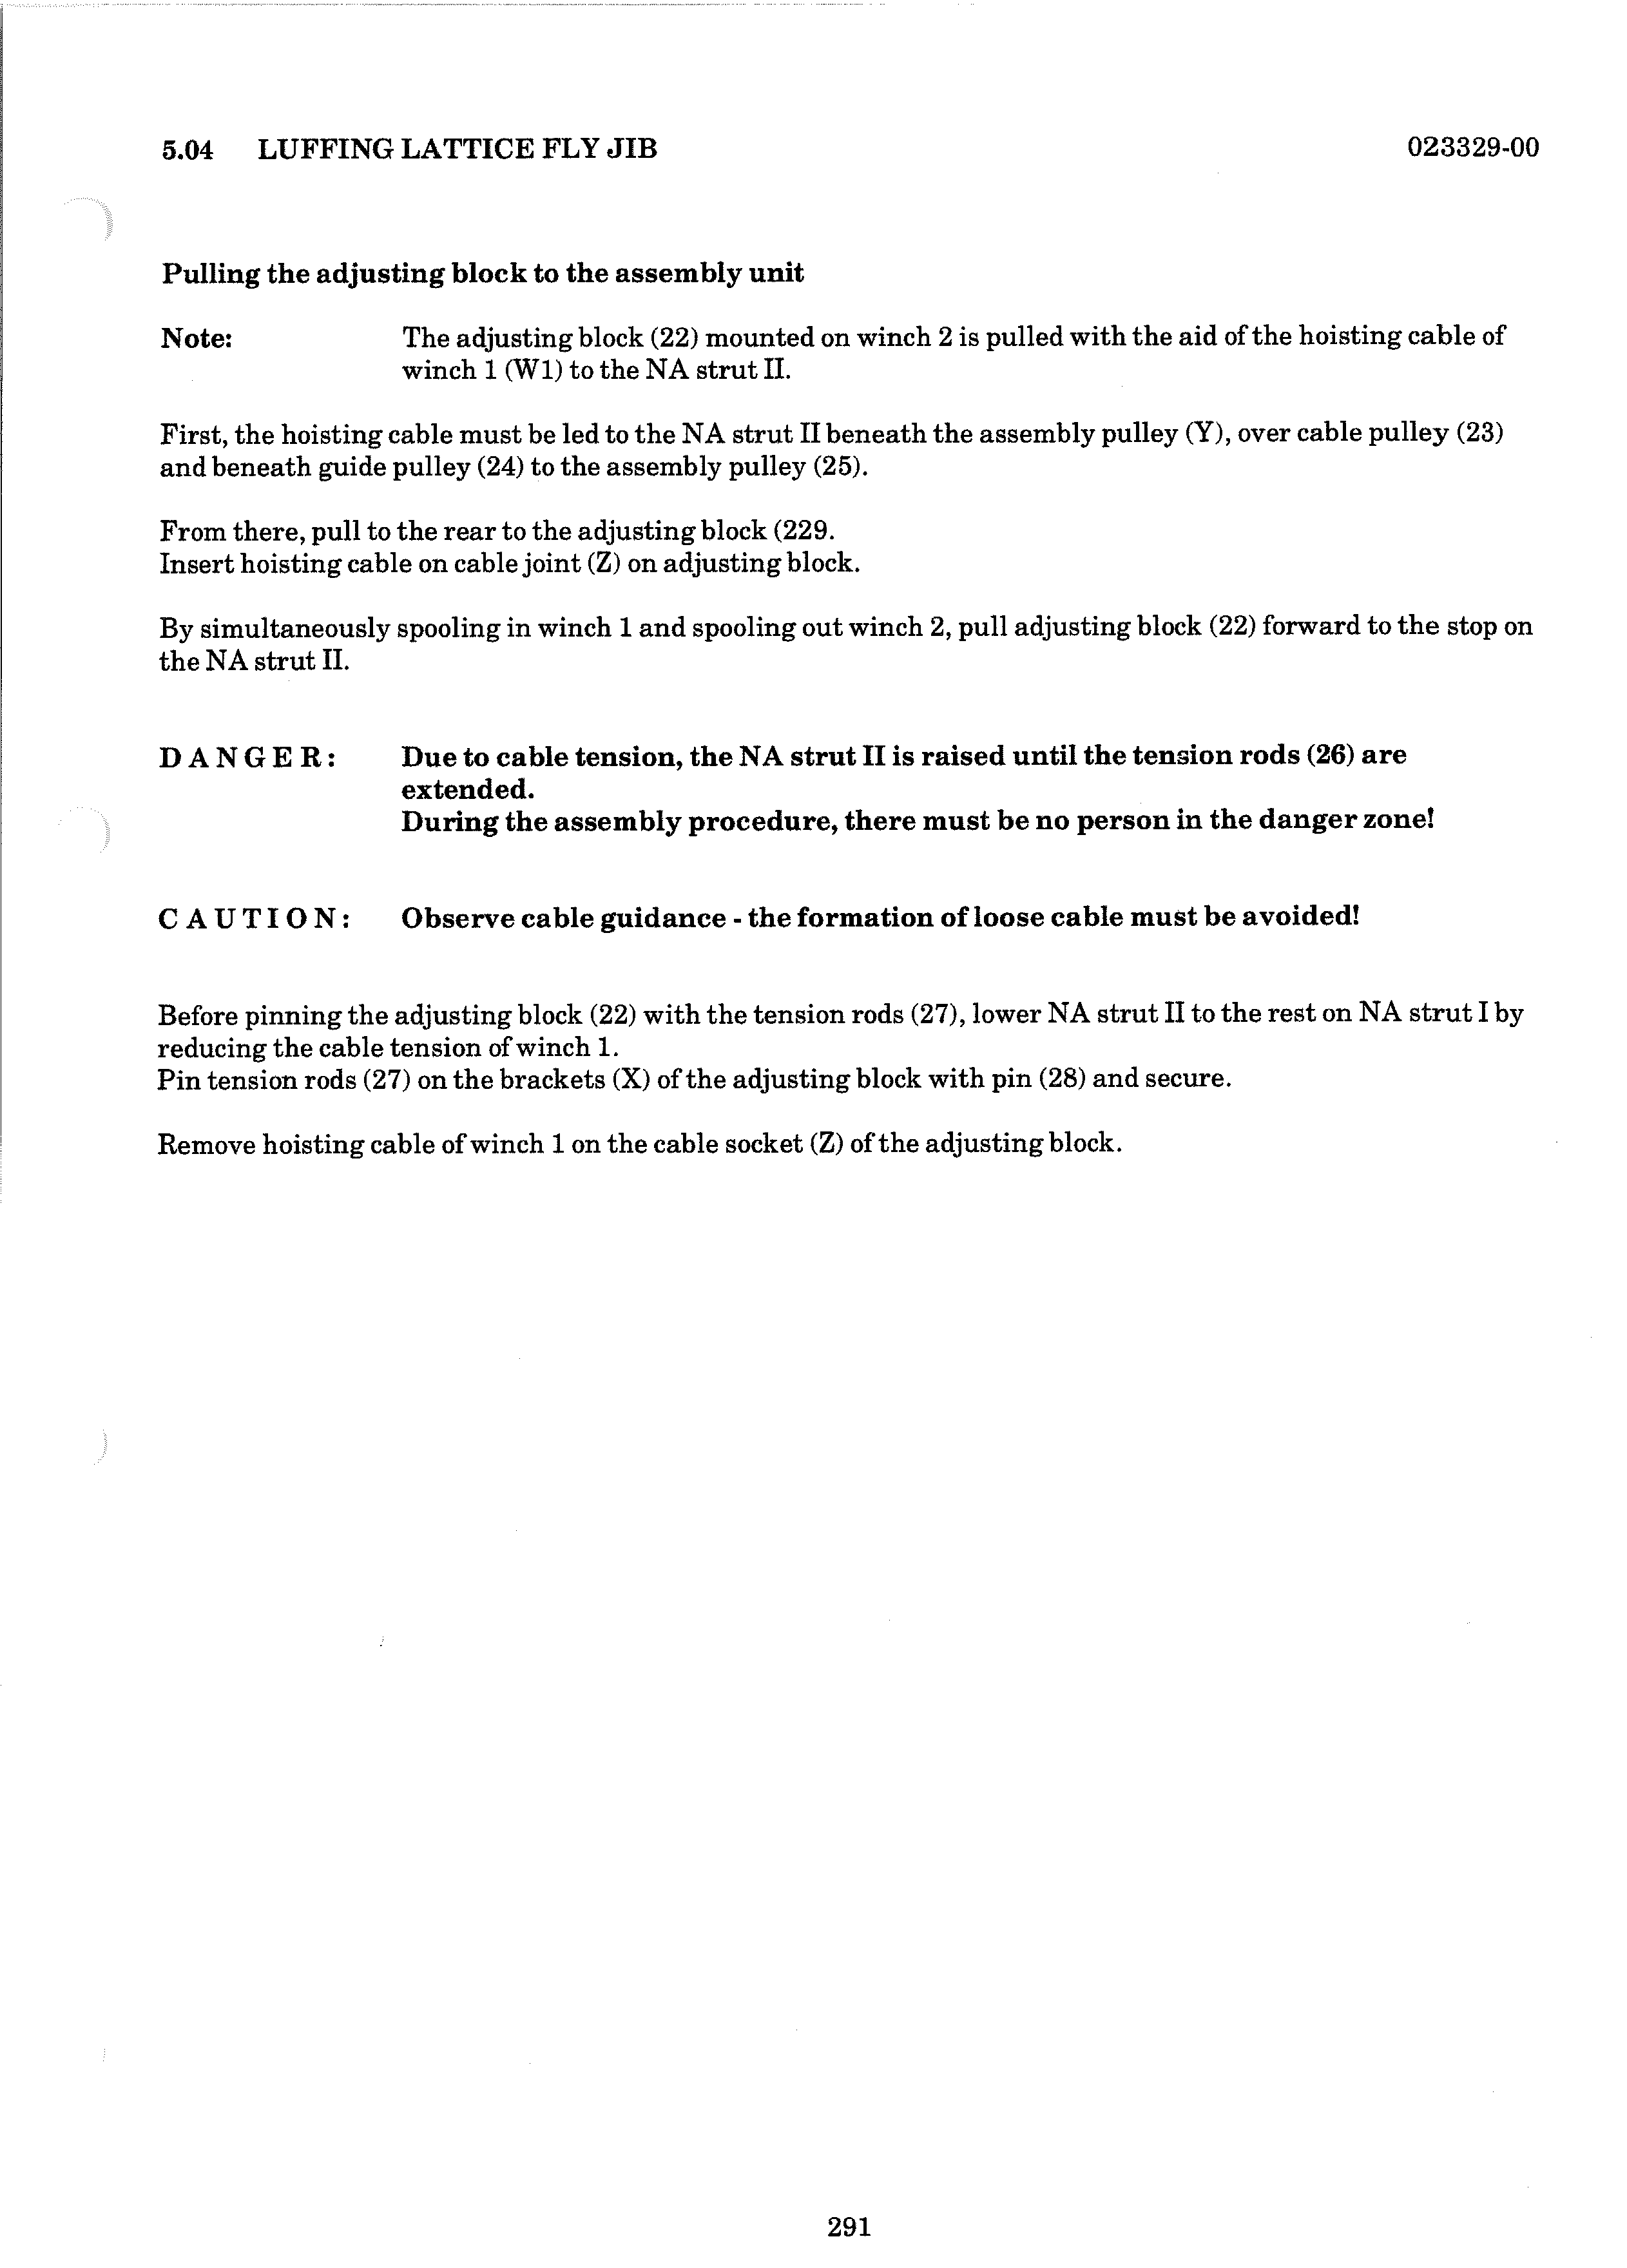 5.04 LUFFING LATTICE FLY JIB 023329-00
Pulling the adjusting block to the assembly unit
Note: The adjusting block (22) mounted on winch 2 is pulled with the aid of the hoisting cable of
winch 1 (W1) to the NA strut II.
First, the hoisting cable must be led to the NA strut II beneath the assembly pulley (Y), over cable pulley (23)
and beneath guide pulley (24) to the assembly pulley (25).
From there, pull to the rear to the adjusting block (229.
Insert hoisting cable on cable joint (Z) on adjusting block.
By simultaneously spooling in winch 1 and spooling out winch 2, pull adjusting block (22) forward to the stop on
the NA strut II.
DANGER: Due to cable tension, the NA strut II is raised until the tension rods (26) are
extended.
During the assembly procedure, there must be no person in the danger zone!
CAUTION: Observe cable guidance - the formation of loose cable must be avoided!
Before pinning the adjusting block (22) with the tension rods (27), lower NA strut II to the rest on NA strut I by
reducing the cable tension of winch 1.
Pin tension rods (27) on the brackets (X) of the adjusting block with pin (28) and secure.
Remove hoisting cable of winch 1 on the cable socket (Z) of the adjusting block.
291